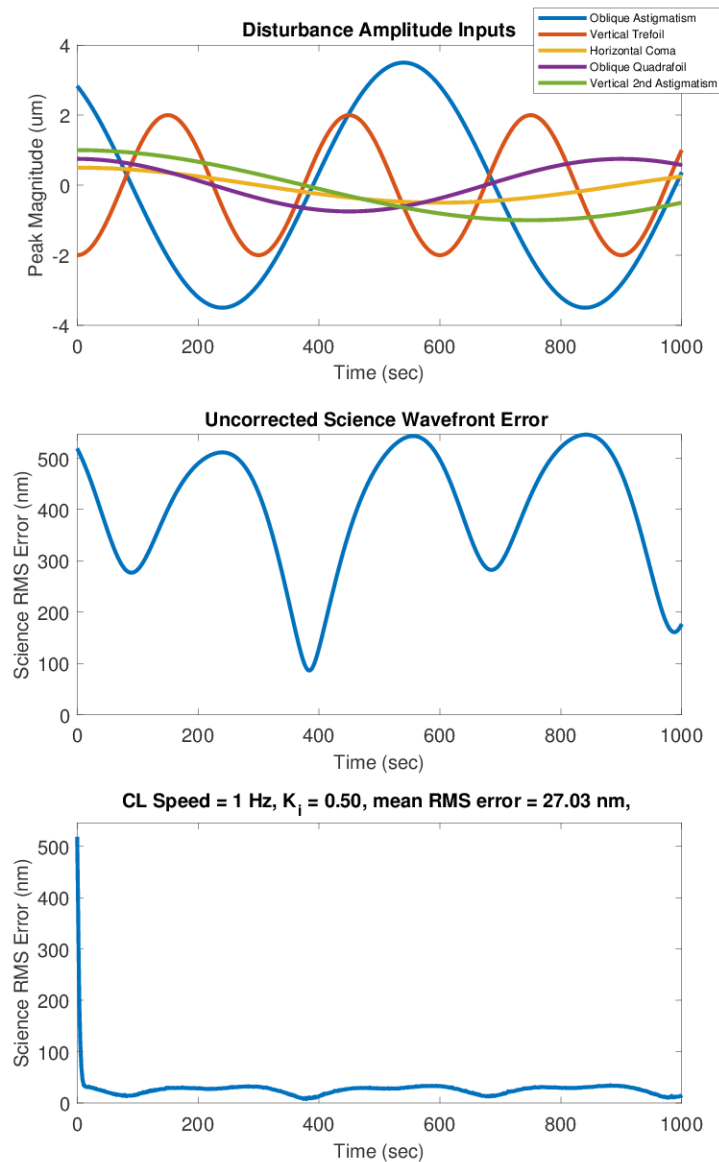 Disturbance Amplitude Inputs
Oblique Astigmatism
Vertical Trefoil
Horizontal Coma
Oblique Quadrafoil
Vertical 2nd Astigmatism
Peak Magnitude (um)
4
2
0
-2
-4
0 200 400 600 800 1000
Time (sec)
Uncorrected Science Wavefront Error
Science RMS Error (nm)
500
400
300
200
100
0
0 200 400 600 800 1000
Time (sec)
CL Speed = 1 Hz, K_i = 0.50, mean RMS error = 27.03 nm,
Science RMS Error (nm)
500
400
300
200
100
0
0 200 400 600 800 1000
Time (sec)